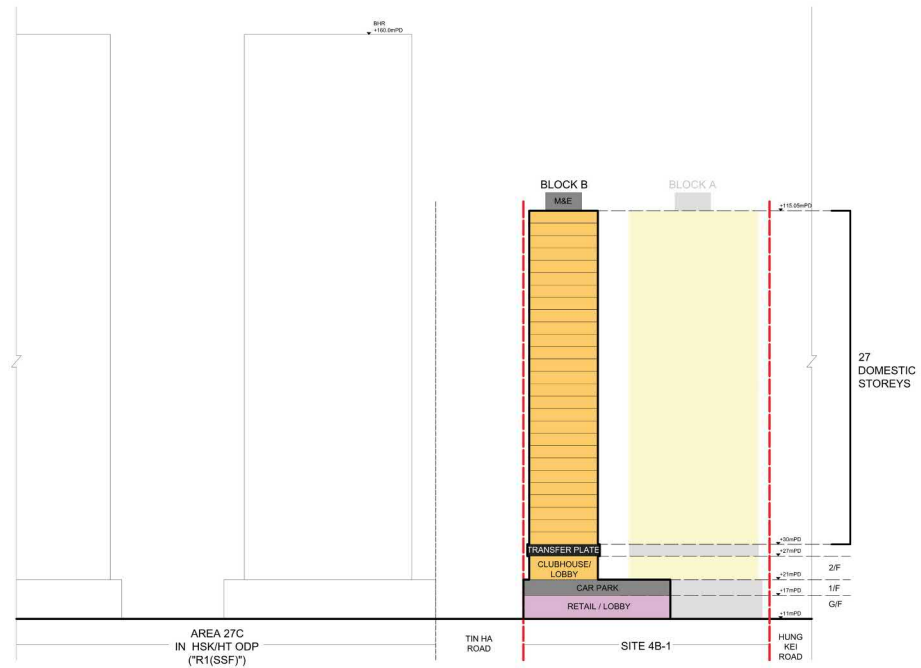 BHR
+160.0mPD
BLOCK B
BLOCK A
M&E
+115.05mPD
27
DOMESTIC
STOREYS
+30mPD
TRANSFER PLATE
+27mPD
CLUBHOUSE/
LOBBY
2/F
+21mPD
CAR PARK
1/F
+17mPD
RETAIL / LOBBY
G/F
+11mPD
AREA 27C
IN HSK/HT ODP
("R1(SSF)")
TIN HA
ROAD
SITE 4B-1
HUNG
KEI
ROAD